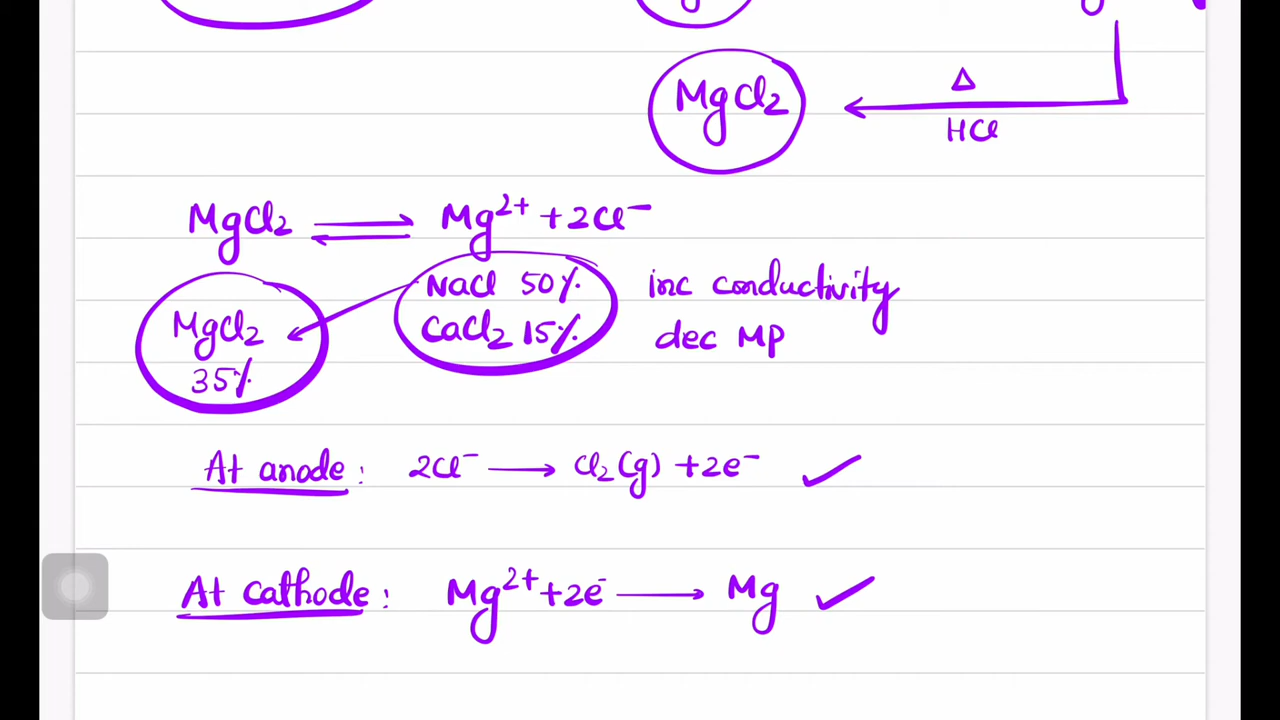 Δ
MgCl2
HCl
MgCl2 ⇌ Mg2+ + 2Cl−
NaCl 50% inc conductivity
MgCl2 CaCl2 15% dec MP
35%
At anode: 2Cl− → Cl2(g) + 2e− ✓
At cathode: Mg2+ + 2e− → Mg ✓